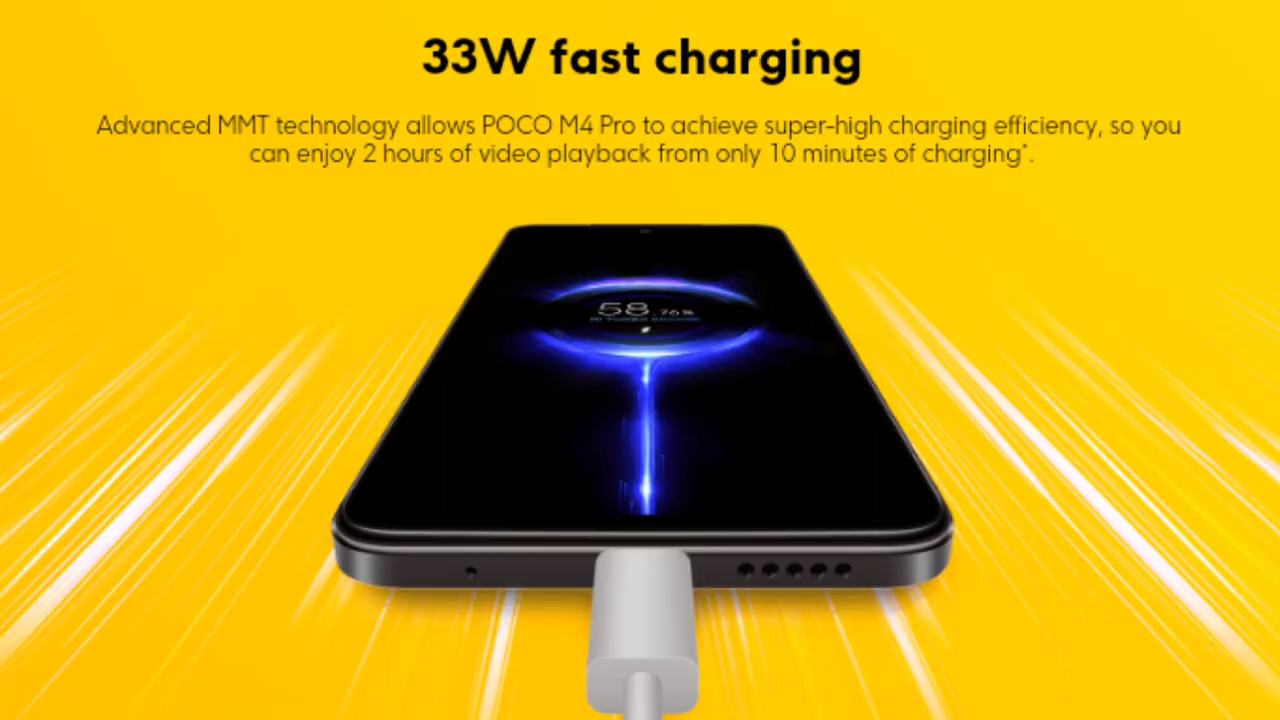 33W fast charging
Advanced MMT technology allows POCO M4 Pro to achieve super-high charging efficiency, so you
can enjoy 2 hours of video playback from only 10 minutes of charging*.
58.76%